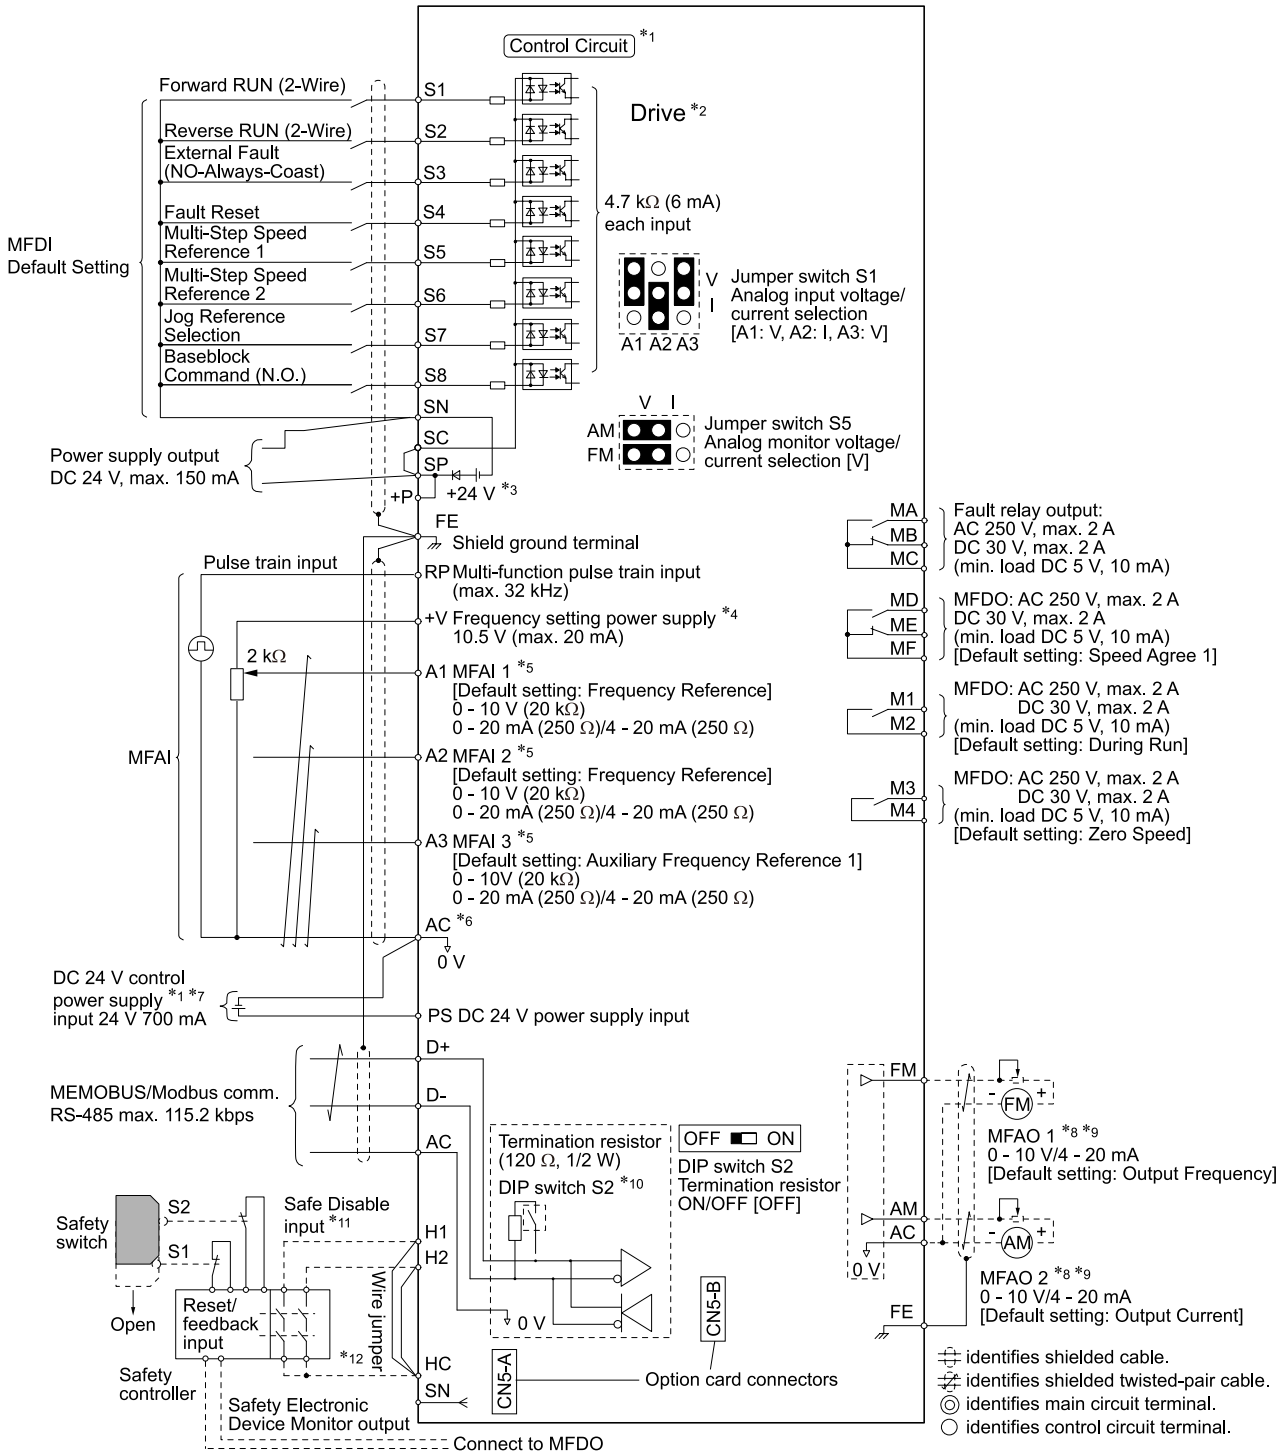 Control Circuit *1
Drive *2
Forward RUN (2-Wire)
S1
Reverse RUN (2-Wire)
S2
External Fault
(NO-Always-Coast)
S3
Fault Reset
S4
Multi-Step Speed
Reference 1
S5
Multi-Step Speed
Reference 2
S6
Jog Reference
Selection
S7
Baseblock
Command (N.O.)
S8
MFDI
Default Setting
4.7 kΩ (6 mA)
each input
V
I
A1 A2 A3
Jumper switch S1
Analog input voltage/
current selection
[A1: V, A2: I, A3: V]
V I
AM
FM
Jumper switch S5
Analog monitor voltage/
current selection [V]
SN
SC
SP
+P
+24 V *3
Power supply output
DC 24 V, max. 150 mA
FE
Shield ground terminal
Pulse train input
RP Multi-function pulse train input
(max. 32 kHz)
+V Frequency setting power supply *4
10.5 V (max. 20 mA)
2 kΩ
A1 MFAI 1 *5
[Default setting: Frequency Reference]
0 - 10 V (20 kΩ)
0 - 20 mA (250 Ω)/4 - 20 mA (250 Ω)
MFAI
A2 MFAI 2 *5
[Default setting: Frequency Reference]
0 - 10 V (20 kΩ)
0 - 20 mA (250 Ω)/4 - 20 mA (250 Ω)
A3 MFAI 3 *5
[Default setting: Auxiliary Frequency Reference 1]
0 - 10V (20 kΩ)
0 - 20 mA (250 Ω)/4 - 20 mA (250 Ω)
AC *6
0 V
DC 24 V control
power supply *1 *7
input 24 V 700 mA
PS DC 24 V power supply input
MA
MB
MC
Fault relay output:
AC 250 V, max. 2 A
DC 30 V, max. 2 A
(min. load DC 5 V, 10 mA)
MD
ME
MF
MFDO: AC 250 V, max. 2 A
DC 30 V, max. 2 A
(min. load DC 5 V, 10 mA)
[Default setting: Speed Agree 1]
M1
M2
MFDO: AC 250 V, max. 2 A
DC 30 V, max. 2 A
(min. load DC 5 V, 10 mA)
[Default setting: During Run]
M3
M4
MFDO: AC 250 V, max. 2 A
DC 30 V, max. 2 A
(min. load DC 5 V, 10 mA)
[Default setting: Zero Speed]
D+
D-
AC
MEMOBUS/Modbus comm.
RS-485 max. 115.2 kbps
Termination resistor
(120 Ω, 1/2 W)
DIP switch S2 *10
0 V
OFF ON
DIP switch S2
Termination resistor
ON/OFF [OFF]
FM
- FM +
MFAO 1 *8 *9
0 - 10 V/4 - 20 mA
[Default setting: Output Frequency]
AM
AC
0 V
- AM +
MFAO 2 *8 *9
0 - 10 V/4 - 20 mA
[Default setting: Output Current]
FE
Safety
switch
S2
S1
Open
Safe Disable
input *11
H1
H2
Wire jumper
HC
SN
Reset/
feedback
input
*12
Safety
controller
Safety Electronic
Device Monitor output
Connect to MFDO
CN5-A
CN5-B
Option card connectors
identifies shielded cable.
identifies shielded twisted-pair cable.
identifies main circuit terminal.
identifies control circuit terminal.